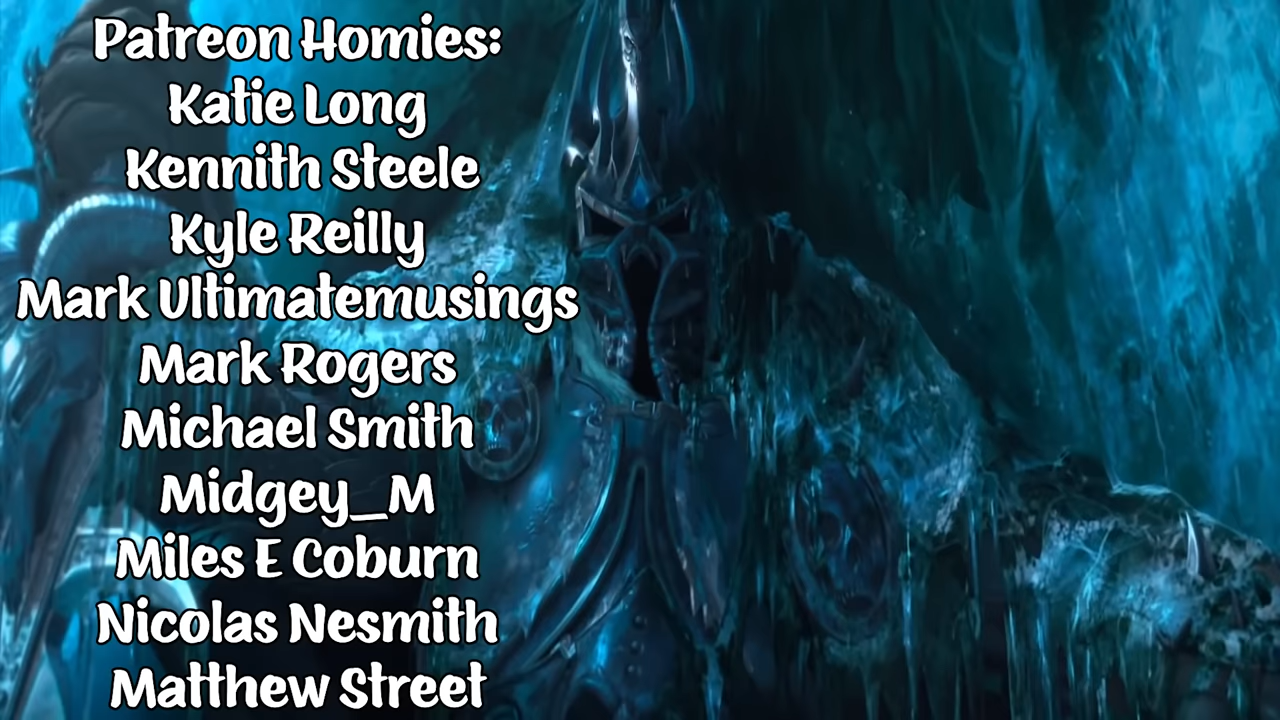 Patreon Homies:
Katie Long
Kennith Steele
Kyle Reilly
Mark Ultimatemusings
Mark Rogers
Michael Smith
Midgey_M
Miles E Coburn
Nicolas Nesmith
Matthew Street